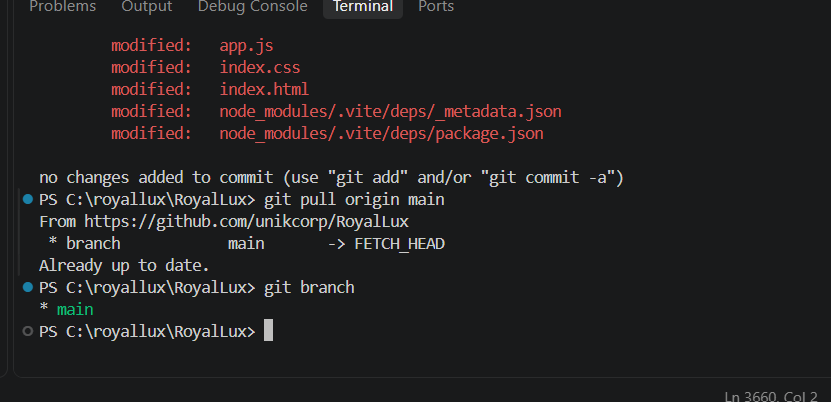 Problems Output Debug Console Terminal Ports
modified: app.js
modified: index.css
modified: index.html
modified: node_modules/.vite/deps/_metadata.json
modified: node_modules/.vite/deps/package.json
no changes added to commit (use "git add" and/or "git commit -a")
PS C:\royallux\RoyalLux> git pull origin main
From https://github.com/unikcorp/RoyalLux
* branch main -> FETCH_HEAD
Already up to date.
PS C:\royallux\RoyalLux> git branch
* main
PS C:\royallux\RoyalLux>
Ln 3660, Col 2